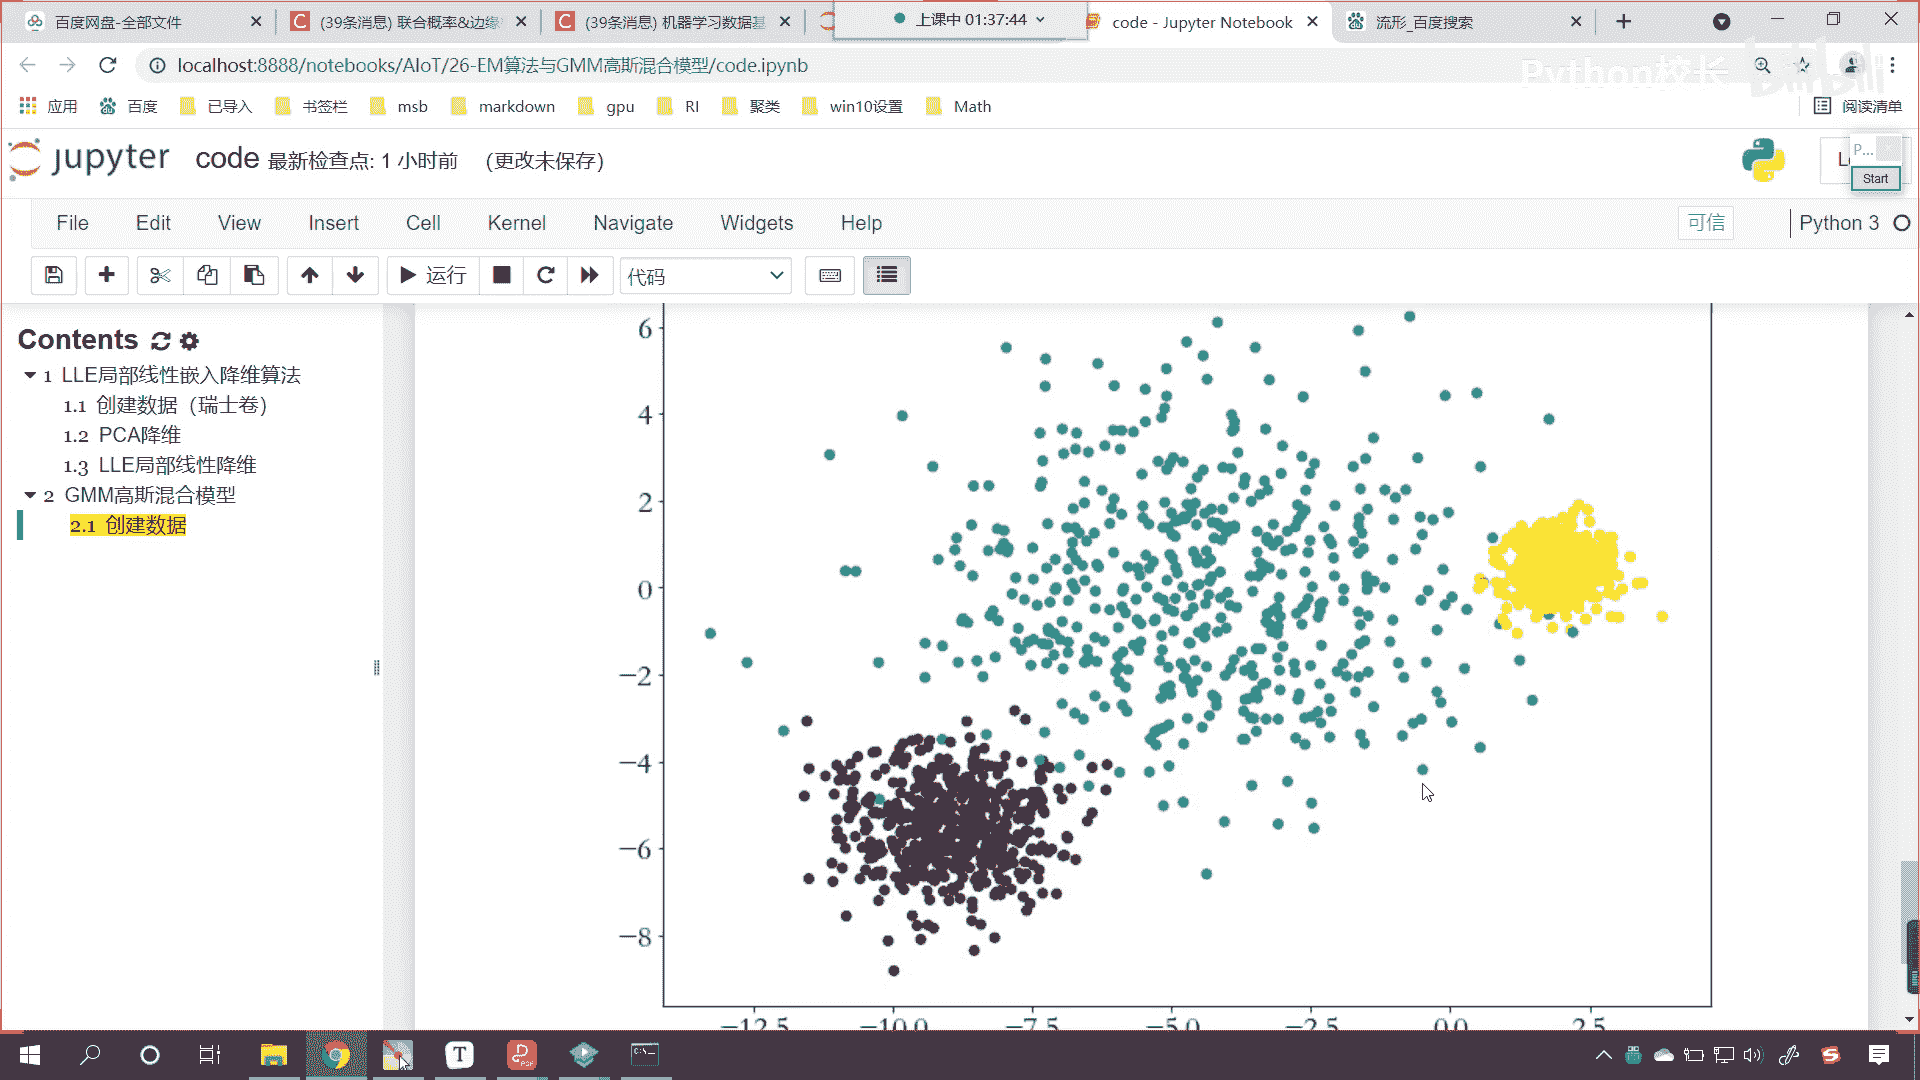 百度网盘-全部文件
(39条消息) 联合概率&边缘
(39条消息) 机器学习数据基
上课中 01:37:44
code - Jupyter Notebook
流形_百度搜索
localhost:8888/notebooks/AIoT/26-EM算法与GMM高斯混合模型/code.ipynb
Python校长
bilibili
应用 百度 已导入 书签栏 msb markdown gpu RI 聚类 win10设置 Math 阅读清单
jupyter code 最新检查点: 1 小时前 (更改未保存)
P...
Start
File Edit View Insert Cell Kernel Navigate Widgets Help 可信 Python 3
运行 代码
Contents
1 LLE局部线性嵌入降维算法
1.1 创建数据（瑞士卷）
1.2 PCA降维
1.3 LLE局部线性降维
2 GMM高斯混合模型
2.1 创建数据
6
4
2
0
−2
−4
−6
−8
−12.5 −10.0 −7.5 −5.0 −2.5 0.0 2.5